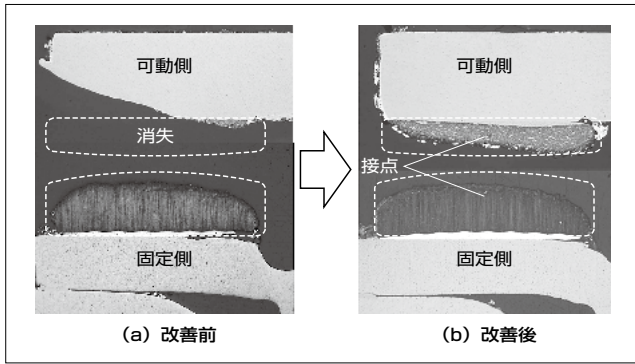 可動側
消失
固定側
(a) 改善前
可動側
接点
固定側
(b) 改善後